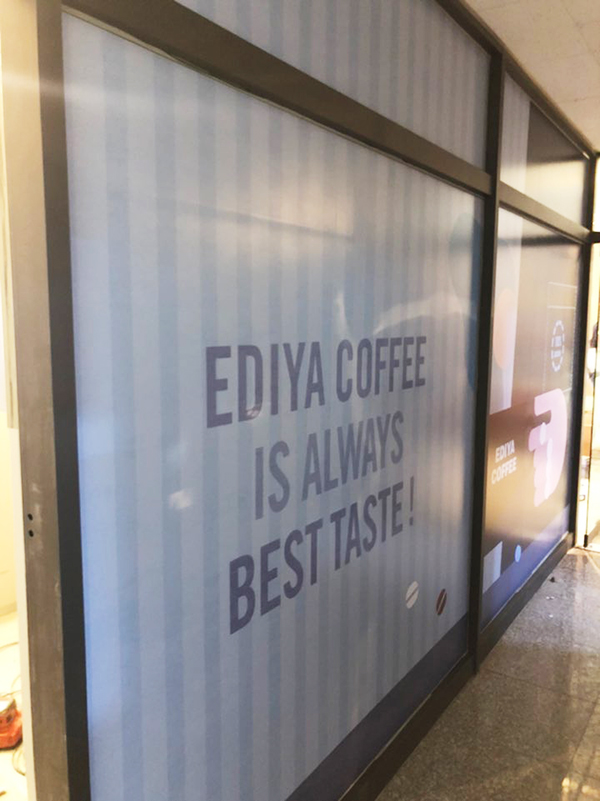 EDIYA COFFEE
IS ALWAYS
BEST TASTE!
EDIYA
COFFEE